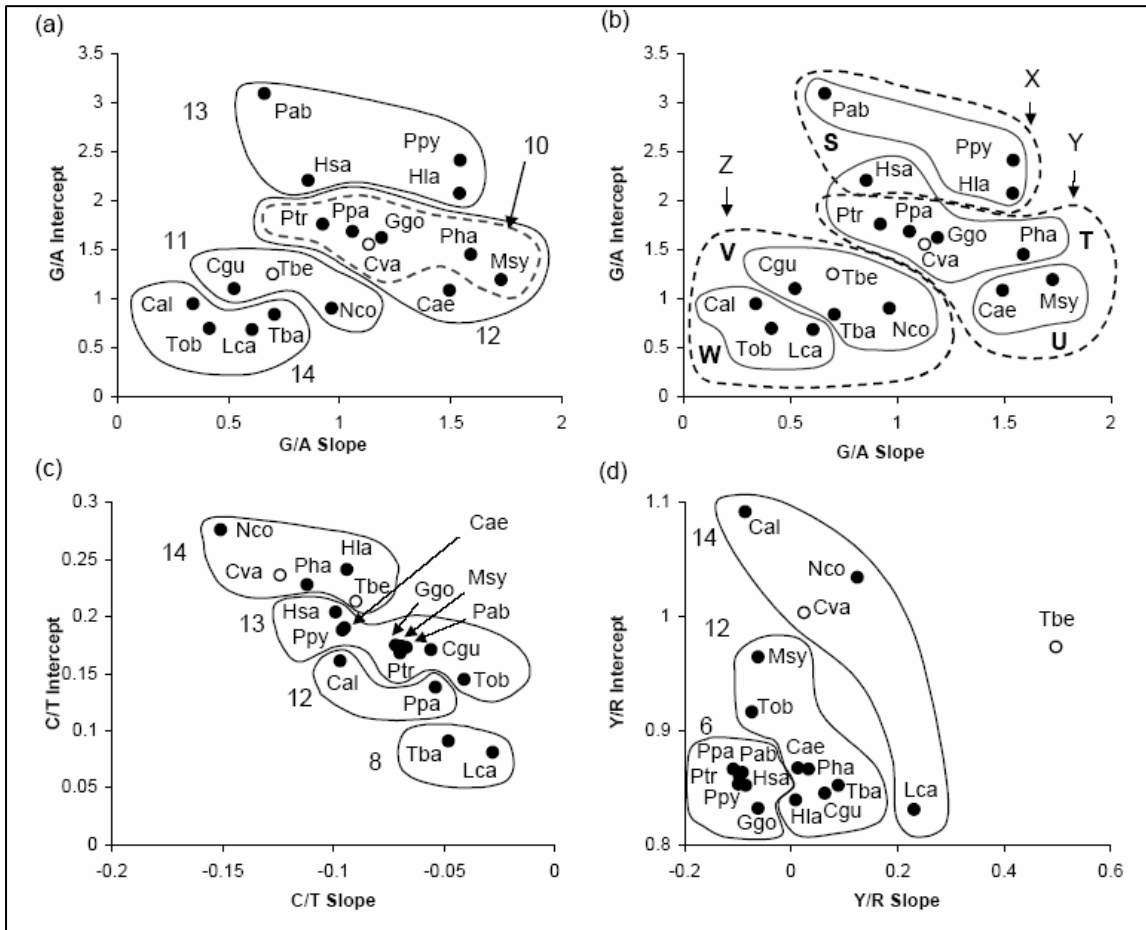 (a)
G/A Intercept
3.5
3
2.5
2
1.5
1
0.5
0
13
Pab
Ppy
10
Hsa
Hla
Ptr
Ppa
Ggo
Pha
11
Cva
Msy
Cgu
Tbe
Cae
Cal
Nco
12
Tob
Lca
Tba
14
0 0.5 1 1.5 2
G/A Slope
(b)
G/A Intercept
3.5
3
2.5
2
1.5
1
0.5
0
X
Pab
Y
S
Ppy
Z
Hsa
Hla
Ptr
Ppa
Ggo
Pha
T
V
Cva
Cgu
Tbe
Msy
Cal
Cae
Tba
Nco
U
W
Tob
Lca
0 0.5 1 1.5 2
G/A Slope
(c)
C/T Intercept
0.3
0.25
0.2
0.15
0.1
0.05
0
Nco
Cae
14
Hla
Cva
Pha
Ggo
Msy
Tbe
Pab
Hsa
13
Ppy
Cgu
Ptr
Tob
12
Cal
Ppa
8
Tba
Lca
-0.2 -0.15 -0.1 -0.05 0
C/T Slope
(d)
Y/R Intercept
1.1
1
0.9
0.8
14
Cal
Nco
Cva
Tbe
12
Msy
Tob
6
Ppa
Pab
Cae
Pha
Ptr
Hsa
Tba
Ppy
Lca
Ggo
Hla
Cgu
-0.2 0 0.2 0.4 0.6
Y/R Slope